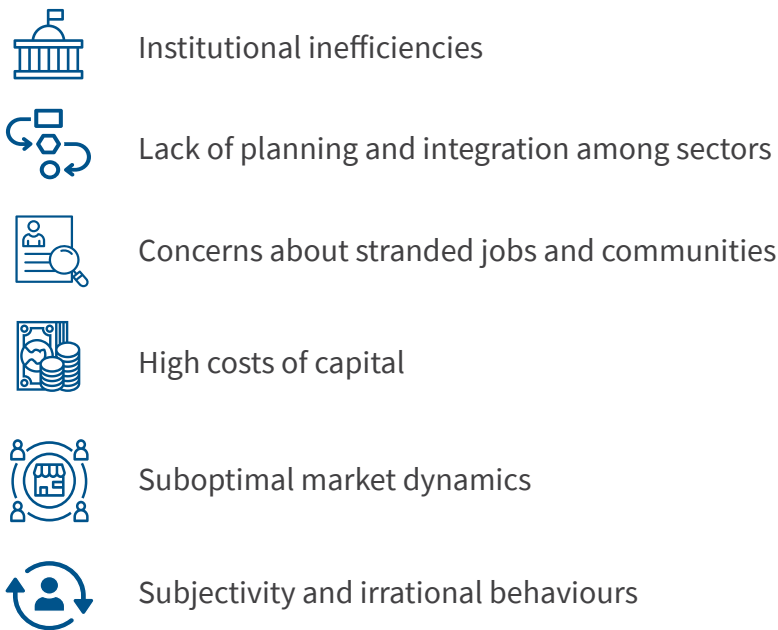 Institutional inefficiencies
Lack of planning and integration among sectors
Concerns about stranded jobs and communities
High costs of capital
Suboptimal market dynamics
Subjectivity and irrational behaviours